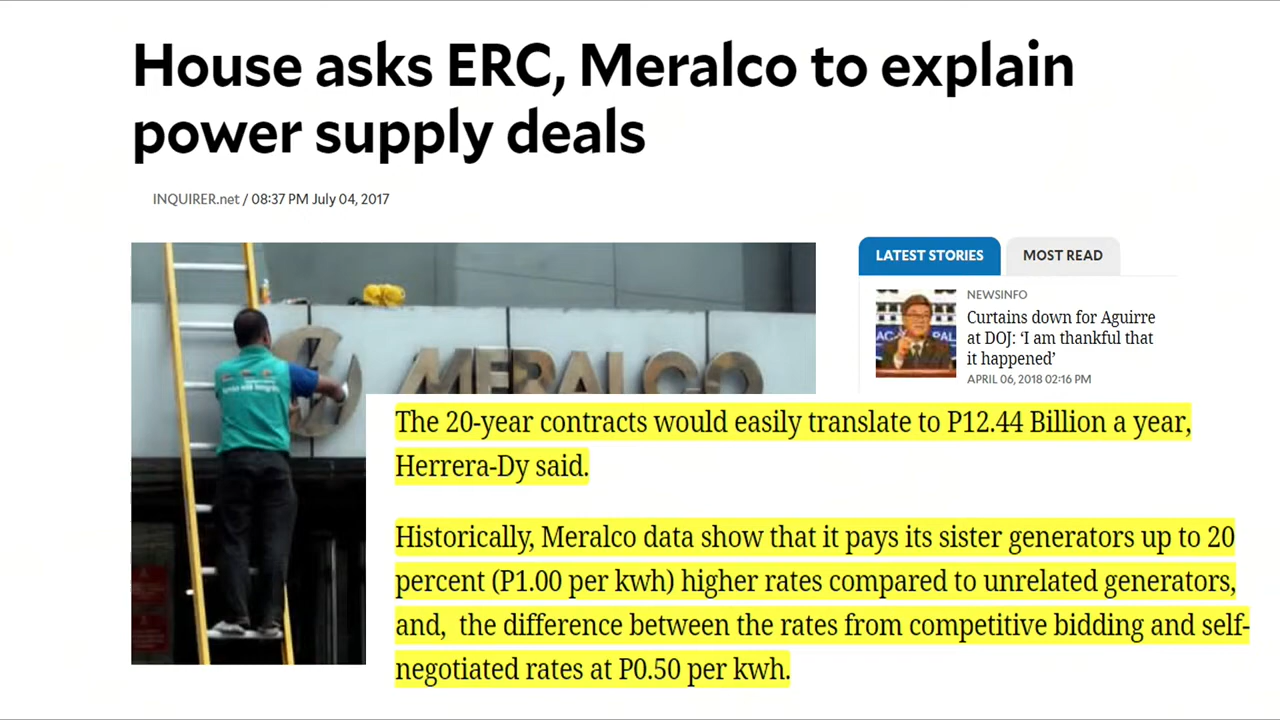 House asks ERC, Meralco to explain
power supply deals
INQUIRER.net / 08:37 PM July 04, 2017
MERALCO
LATEST STORIES
MOST READ
NEWSINFO
Curtains down for Aguirre
at DOJ: ‘I am thankful that
it happened’
APRIL 06, 2018 02:16 PM
The 20-year contracts would easily translate to P12.44 Billion a year,
Herrera-Dy said.
Historically, Meralco data show that it pays its sister generators up to 20
percent (P1.00 per kwh) higher rates compared to unrelated generators,
and, the difference between the rates from competitive bidding and self-
negotiated rates at P0.50 per kwh.